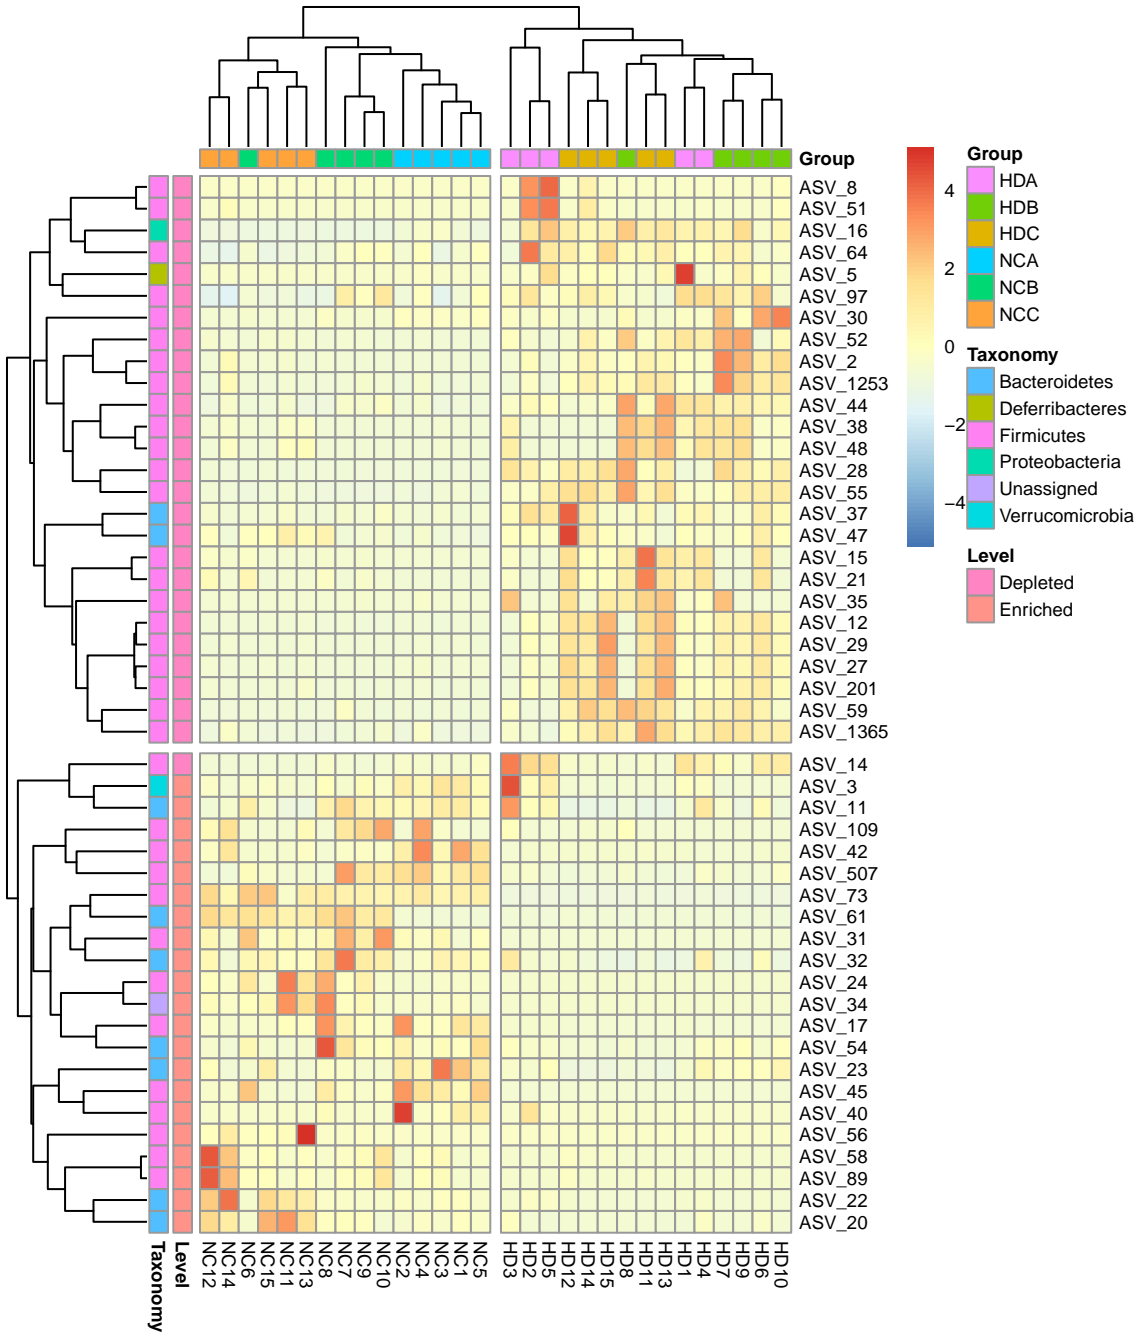 Group
ASV_8
ASV_51
ASV_16
ASV_64
ASV_5
ASV_97
ASV_30
ASV_52
ASV_2
ASV_1253
ASV_44
ASV_38
ASV_48
ASV_28
ASV_55
ASV_37
ASV_47
ASV_15
ASV_21
ASV_35
ASV_12
ASV_29
ASV_27
ASV_201
ASV_59
ASV_1365
ASV_14
ASV_3
ASV_11
ASV_109
ASV_42
ASV_507
ASV_73
ASV_61
ASV_31
ASV_32
ASV_24
ASV_34
ASV_17
ASV_54
ASV_23
ASV_45
ASV_40
ASV_56
ASV_58
ASV_89
ASV_22
ASV_20
Taxonomy
Level
NC12
NC14
NC6
NC15
NC11
NC13
NC8
NC7
NC9
NC10
NC2
NC4
NC3
NC1
NC5
HD3
HD2
HD5
HD12
HD14
HD15
HD8
HD11
HD13
HD1
HD4
HD7
HD9
HD6
HD10
4
2
0
−2
−4
Group
HDA
HDB
HDC
NCA
NCB
NCC
Taxonomy
Bacteroidetes
Deferribacteres
Firmicutes
Proteobacteria
Unassigned
Verrucomicrobia
Level
Depleted
Enriched